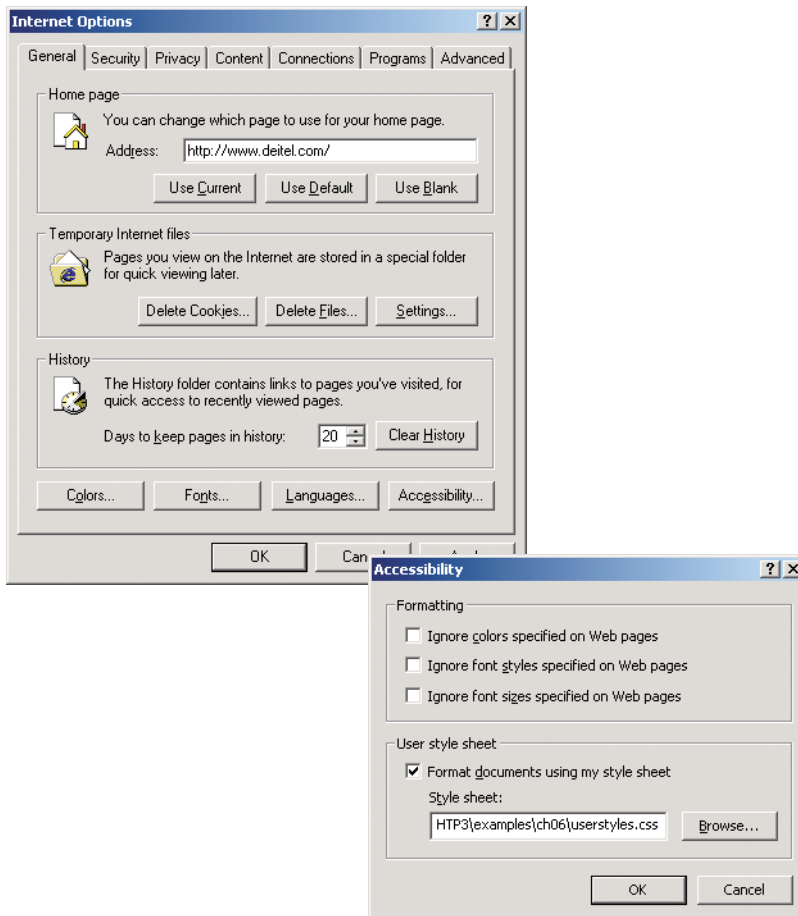 Internet Options
General Security Privacy Content Connections Programs Advanced
Home page
You can change which page to use for your home page.
Address: http://www.deitel.com/
Use Current Use Default Use Blank
Temporary Internet files
Pages you view on the Internet are stored in a special folder
for quick viewing later.
Delete Cookies... Delete Files... Settings...
History
The History folder contains links to pages you've visited, for
quick access to recently viewed pages.
Days to keep pages in history: 20 Clear History
Colors... Fonts... Languages... Accessibility...
OK
Accessibility
Formatting
Ignore colors specified on Web pages
Ignore font styles specified on Web pages
Ignore font sizes specified on Web pages
User style sheet
Format documents using my style sheet
Style sheet:
HTP3\examples\ch06\userstyles.css Browse...
OK Cancel